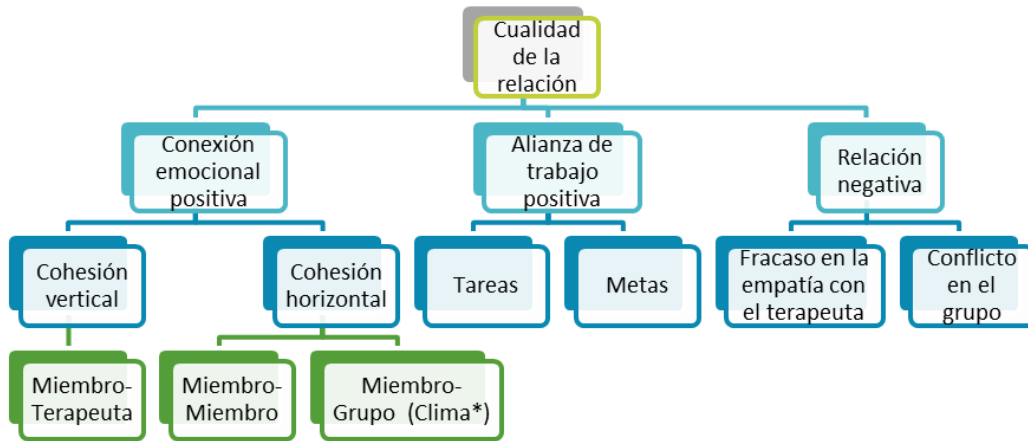 Cualidad
de la
relación
Conexión
emocional
positiva
Alianza de
trabajo
positiva
Relación
negativa
Cohesión
vertical
Cohesión
horizontal
Tareas
Metas
Fracaso en la
empatía con
el terapeuta
Conflicto
en el
grupo
Miembro-
Terapeuta
Miembro-
Miembro
Miembro-
Grupo (Clima*)